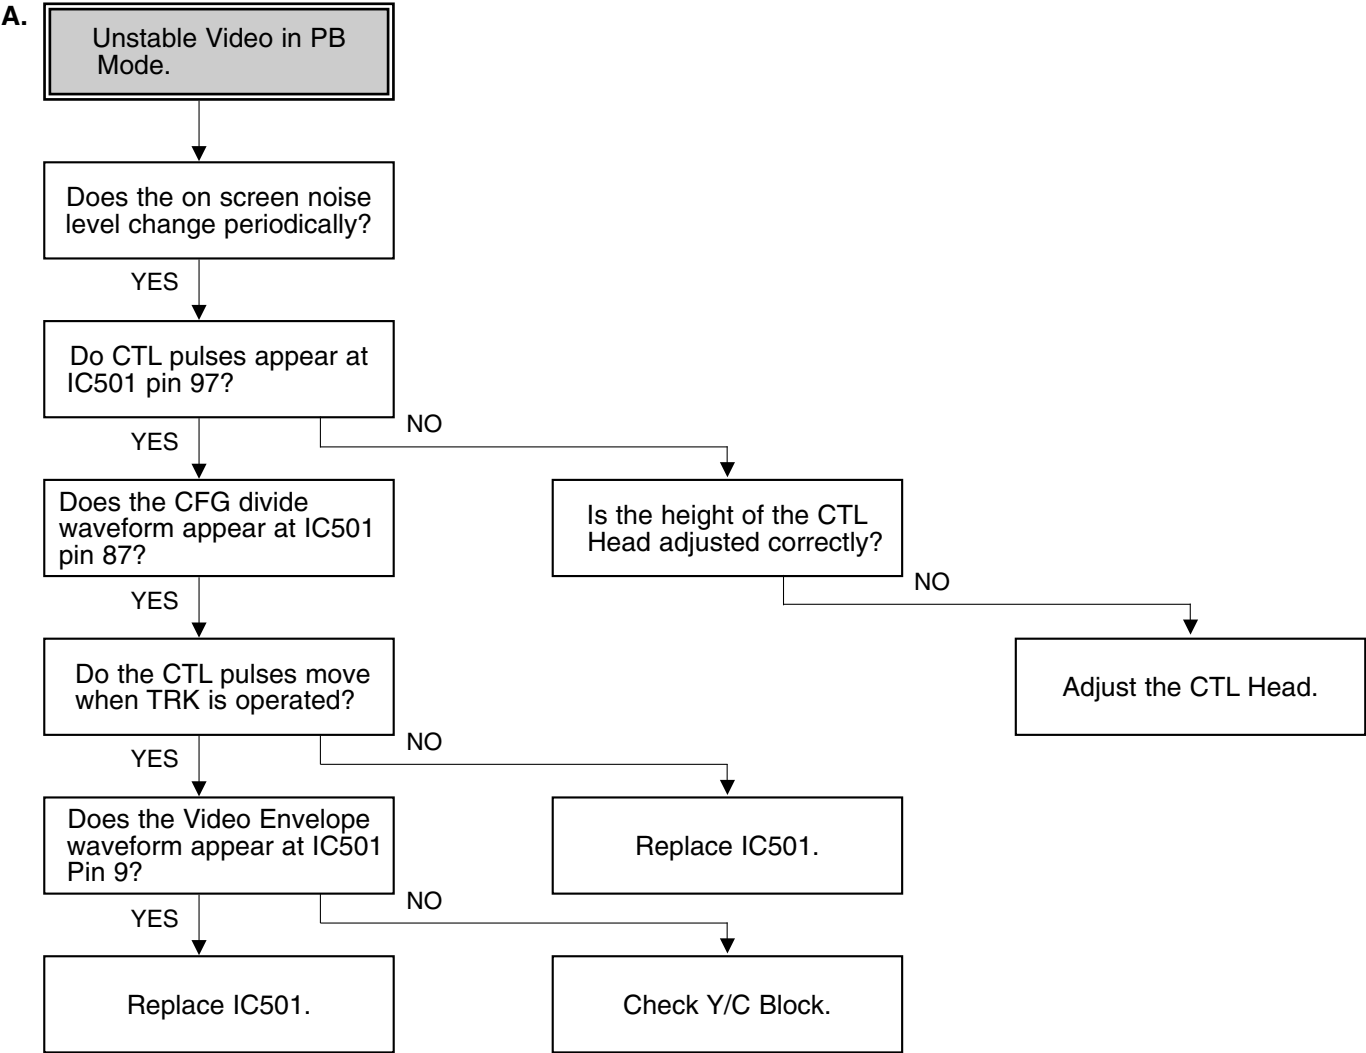 A.
Unstable Video in PB
Mode.
Does the on screen noise
level change periodically?
YES
Do CTL pulses appear at
IC501 pin 97?
YES
NO
Does the CFG divide
waveform appear at IC501
pin 87?
Is the height of the CTL
Head adjusted correctly?
YES
NO
Do the CTL pulses move
when TRK is operated?
Adjust the CTL Head.
YES
NO
Does the Video Envelope
waveform appear at IC501
Pin 9?
Replace IC501.
YES
NO
Replace IC501.
Check Y/C Block.